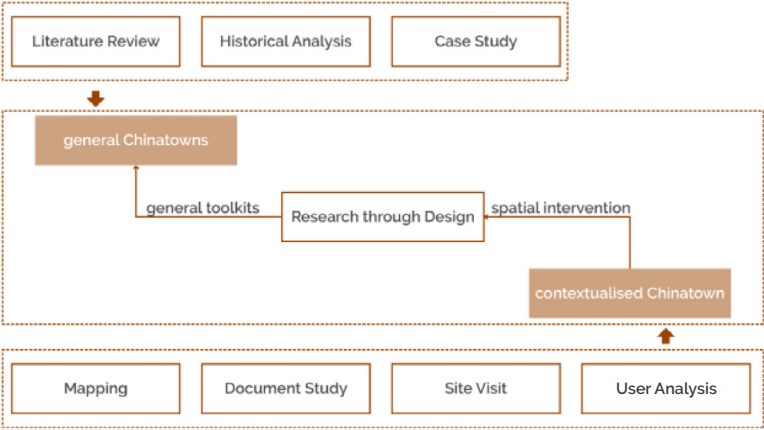 Literature Review
Historical Analysis
Case Study
general Chinatowns
general toolkits
Research through Design
spatial intervention
contextualised Chinatown
Mapping
Document Study
Site Visit
User Analysis